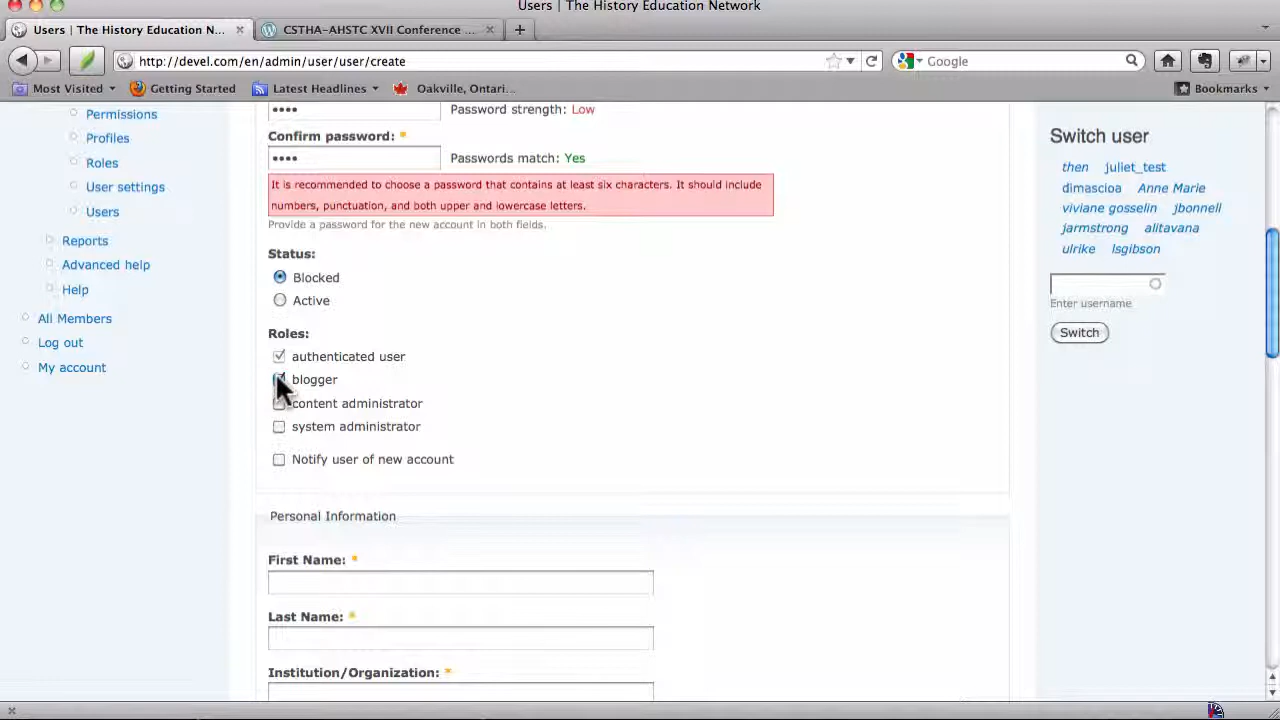 Users | The History Education Network
Users | The History Education N...
CSTHA-AHSTC XVII Conference ...
http://devel.com/en/admin/user/user/create
Google
Most Visited
Getting Started
Latest Headlines
Oakville, Ontari...
Bookmarks
Permissions
Profiles
Roles
User settings
Users
Reports
Advanced help
Help
All Members
Log out
My account
Password strength: Low
Confirm password: *
Passwords match: Yes
It is recommended to choose a password that contains at least six characters. It should include
numbers, punctuation, and both upper and lowercase letters.
Provide a password for the new account in both fields.
Status:
Blocked
Active
Roles:
authenticated user
blogger
content administrator
system administrator
Notify user of new account
Personal Information
First Name: *
Last Name: *
Institution/Organization: *
Switch user
then juliet_test
dimascioa Anne Marie
viviane gosselin jbonnell
jarmstrong alitavana
ulrike lsgibson
Enter username
Switch